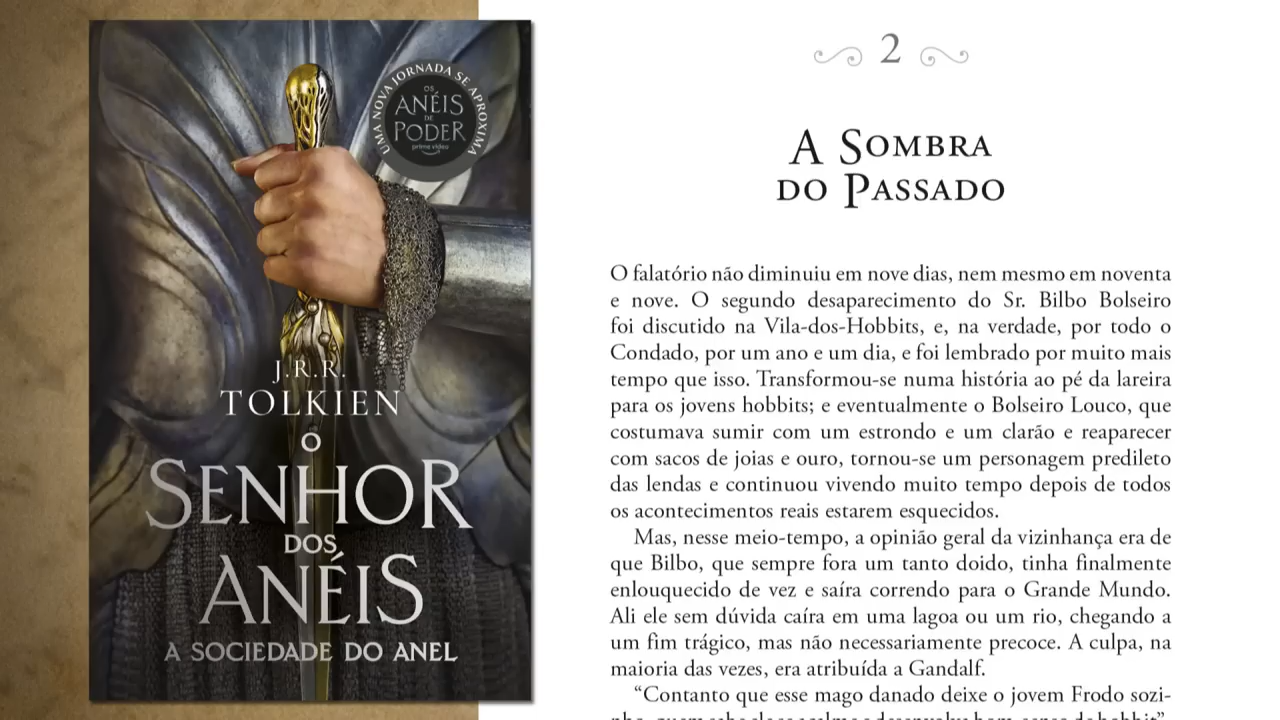 UMA NOVA JORNADA SE APROXIMA
OS
ANÉIS
DE
PODER
prime video
J.R.R.
TOLKIEN
O
SENHOR
DOS
ANÉIS
A SOCIEDADE DO ANEL
2
A SOMBRA
DO PASSADO
O falatório não diminuiu em nove dias, nem mesmo em noventa
e nove. O segundo desaparecimento do Sr. Bilbo Bolseiro
foi discutido na Vila-dos-Hobbits, e, na verdade, por todo o
Condado, por um ano e um dia, e foi lembrado por muito mais
tempo que isso. Transformou-se numa história ao pé da lareira
para os jovens hobbits; e eventualmente o Bolseiro Louco, que
costumava sumir com um estrondo e um clarão e reaparecer
com sacos de joias e ouro, tornou-se um personagem predileto
das lendas e continuou vivendo muito tempo depois de todos
os acontecimentos reais estarem esquecidos.
Mas, nesse meio-tempo, a opinião geral da vizinhança era de
que Bilbo, que sempre fora um tanto doido, tinha finalmente
enlouquecido de vez e saíra correndo para o Grande Mundo.
Ali ele sem dúvida caíra em uma lagoa ou um rio, chegando a
um fim trágico, mas não necessariamente precoce. A culpa, na
maioria das vezes, era atribuída a Gandalf.
“Contanto que esse mago danado deixe o jovem Frodo sozi-